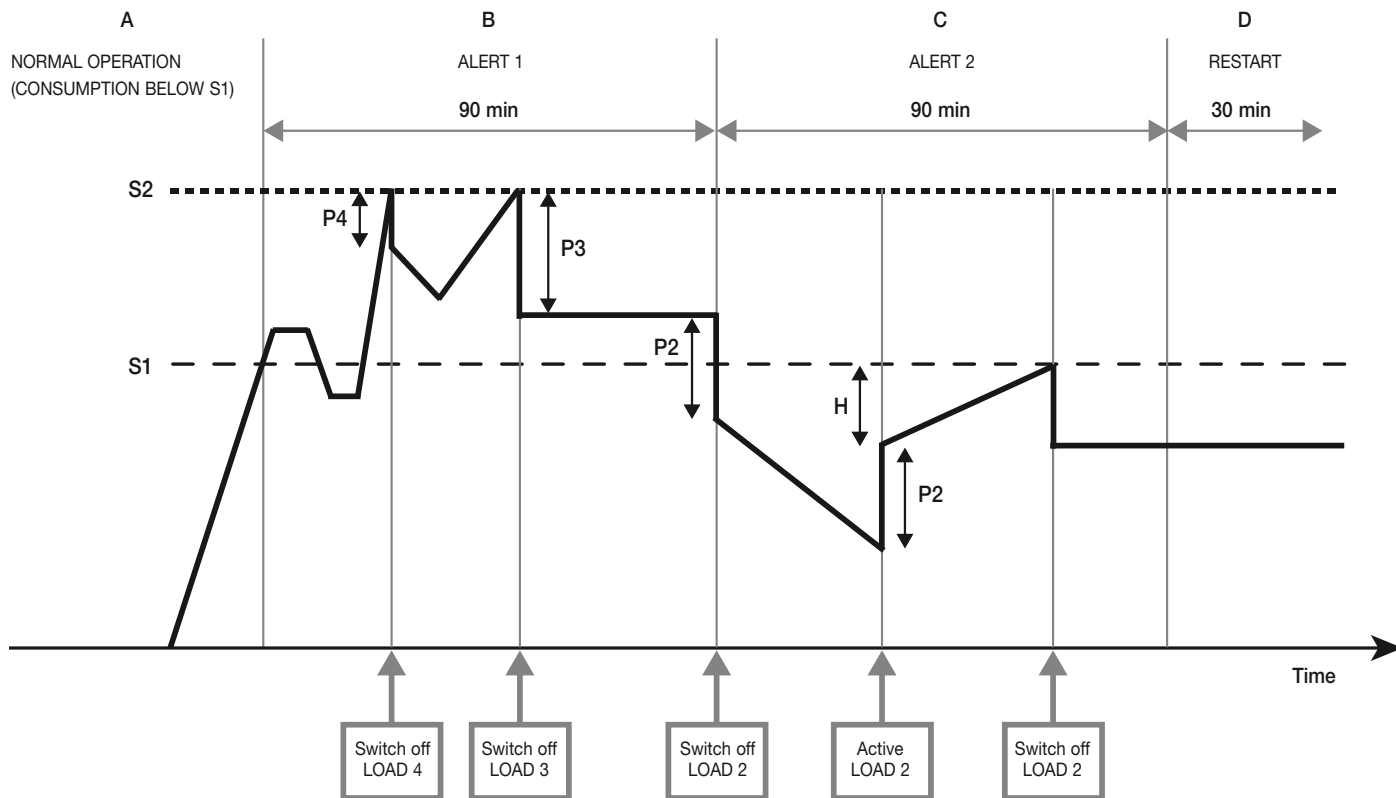 A
B
C
D
NORMAL OPERATION
(CONSUMPTION BELOW S1)
ALERT 1
ALERT 2
RESTART
90 min
90 min
30 min
S2
P4
P3
S1
P2
H
P2
Time
Switch off
LOAD 4
Switch off
LOAD 3
Switch off
LOAD 2
Active
LOAD 2
Switch off
LOAD 2